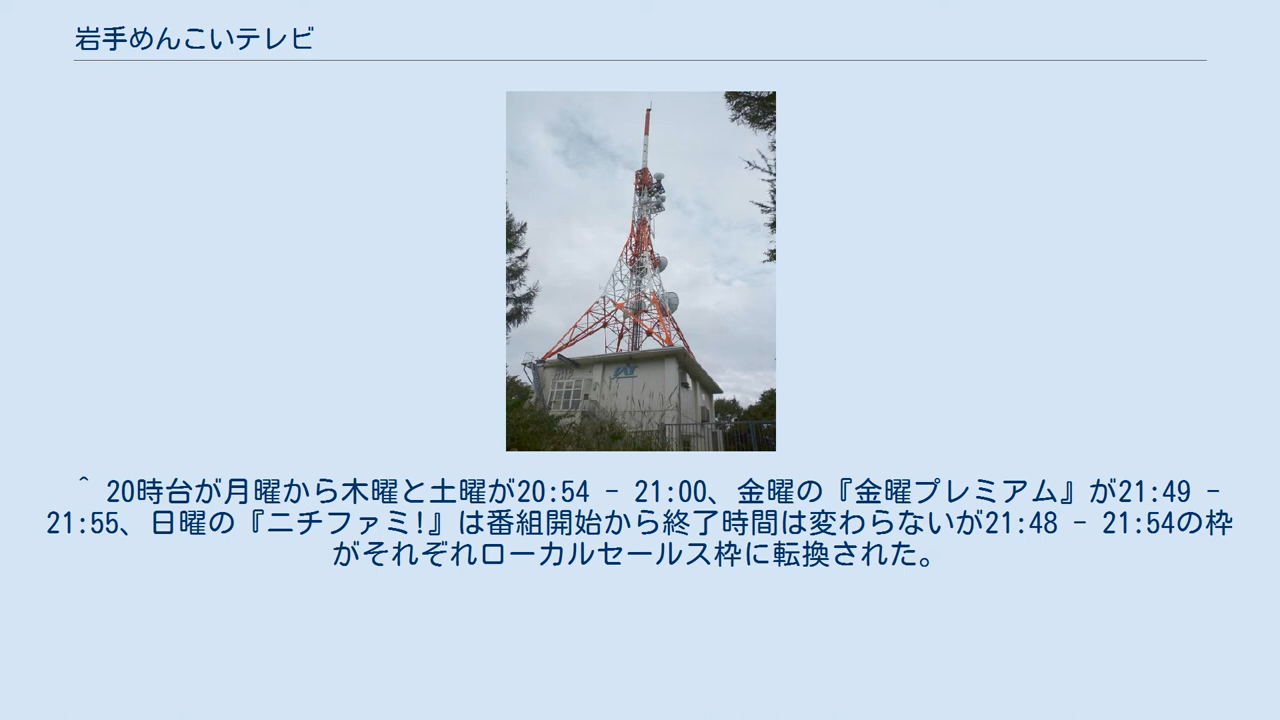 岩手めんこいテレビ
^ 20時台が月曜から木曜と土曜が20:54 - 21:00、金曜の『金曜プレミアム』が21:49 -
21:55、日曜の『ニチファミ!』は番組開始から終了時間は変わらないが21:48 - 21:54の枠
がそれぞれローカルセールス枠に転換された。